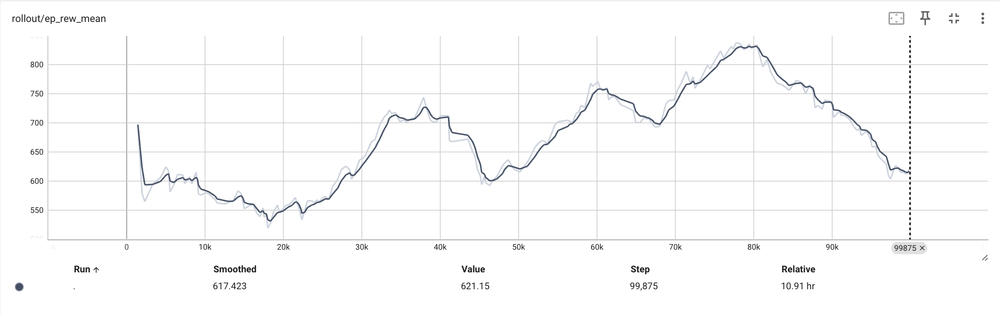 rollout/ep_rew_mean
800
750
700
650
600
550
0 10k 20k 30k 40k 50k 60k 70k 80k 90k 99875 ✕
Run ↑ Smoothed Value Step Relative
. 617.423 621.15 99,875 10.91 hr